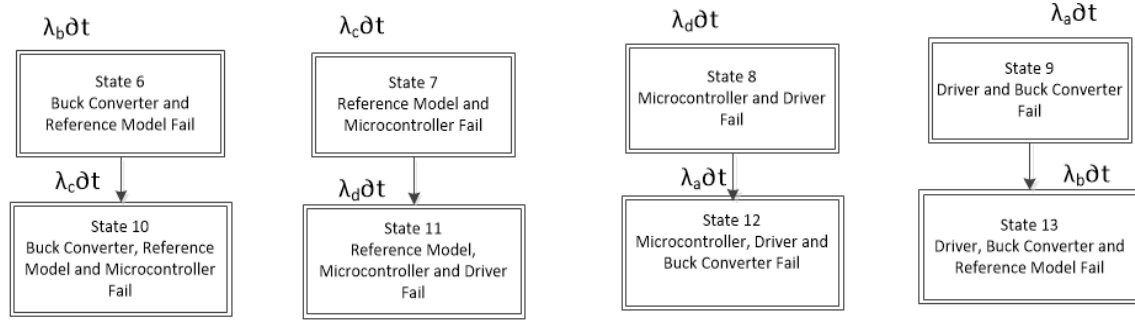 λb∂t
λc∂t
λd∂t
λa∂t
State 6
Buck Converter and
Reference Model Fail
State 7
Reference Model and
Microcontroller Fail
State 8
Microcontroller and Driver
Fail
State 9
Driver and Buck Converter
Fail
λc∂t
λd∂t
λa∂t
λb∂t
State 10
Buck Converter, Reference
Model and Microcontroller
Fail
State 11
Reference Model,
Microcontroller and Driver
Fail
State 12
Microcontroller, Driver and
Buck Converter Fail
State 13
Driver, Buck Converter and
Reference Model Fail